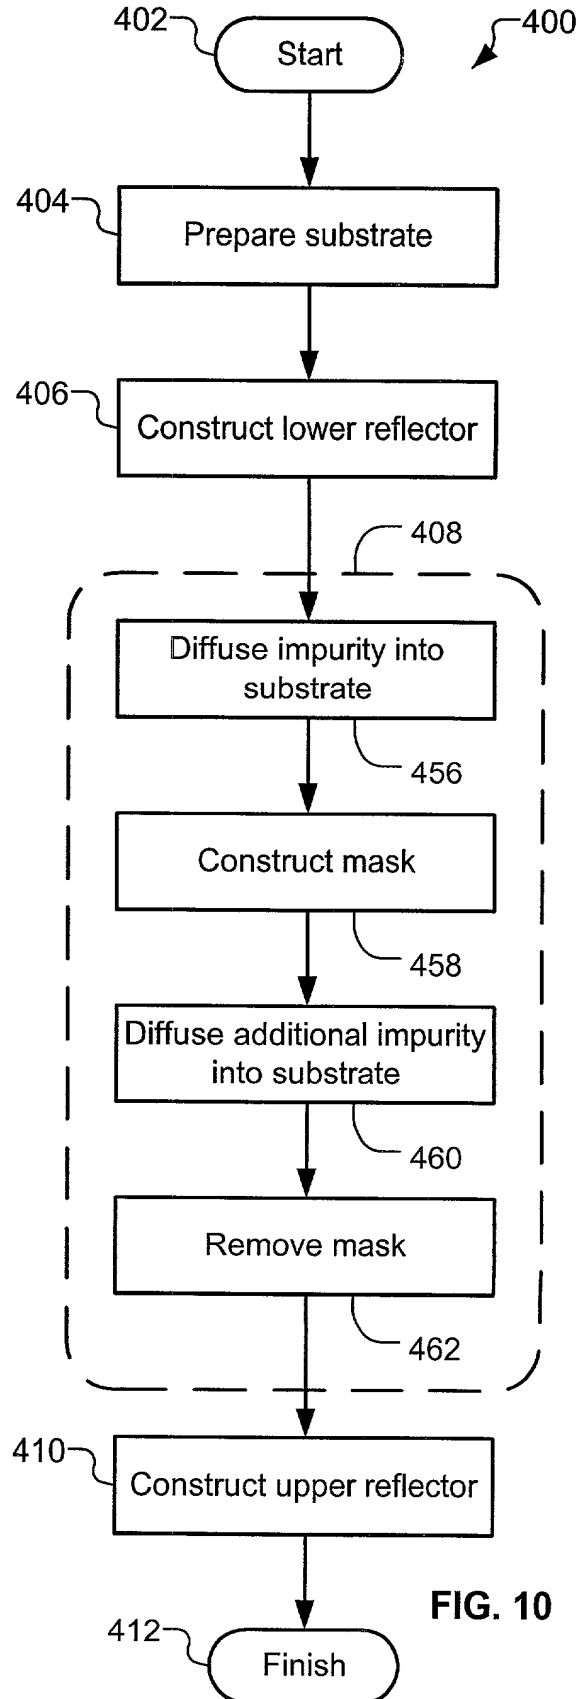 402
400
Start
404
Prepare substrate
406
Construct lower reflector
408
Diffuse impurity into
substrate
456
Construct mask
458
Diffuse additional impurity
into substrate
460
Remove mask
462
410
Construct upper reflector
FIG. 10
412
Finish